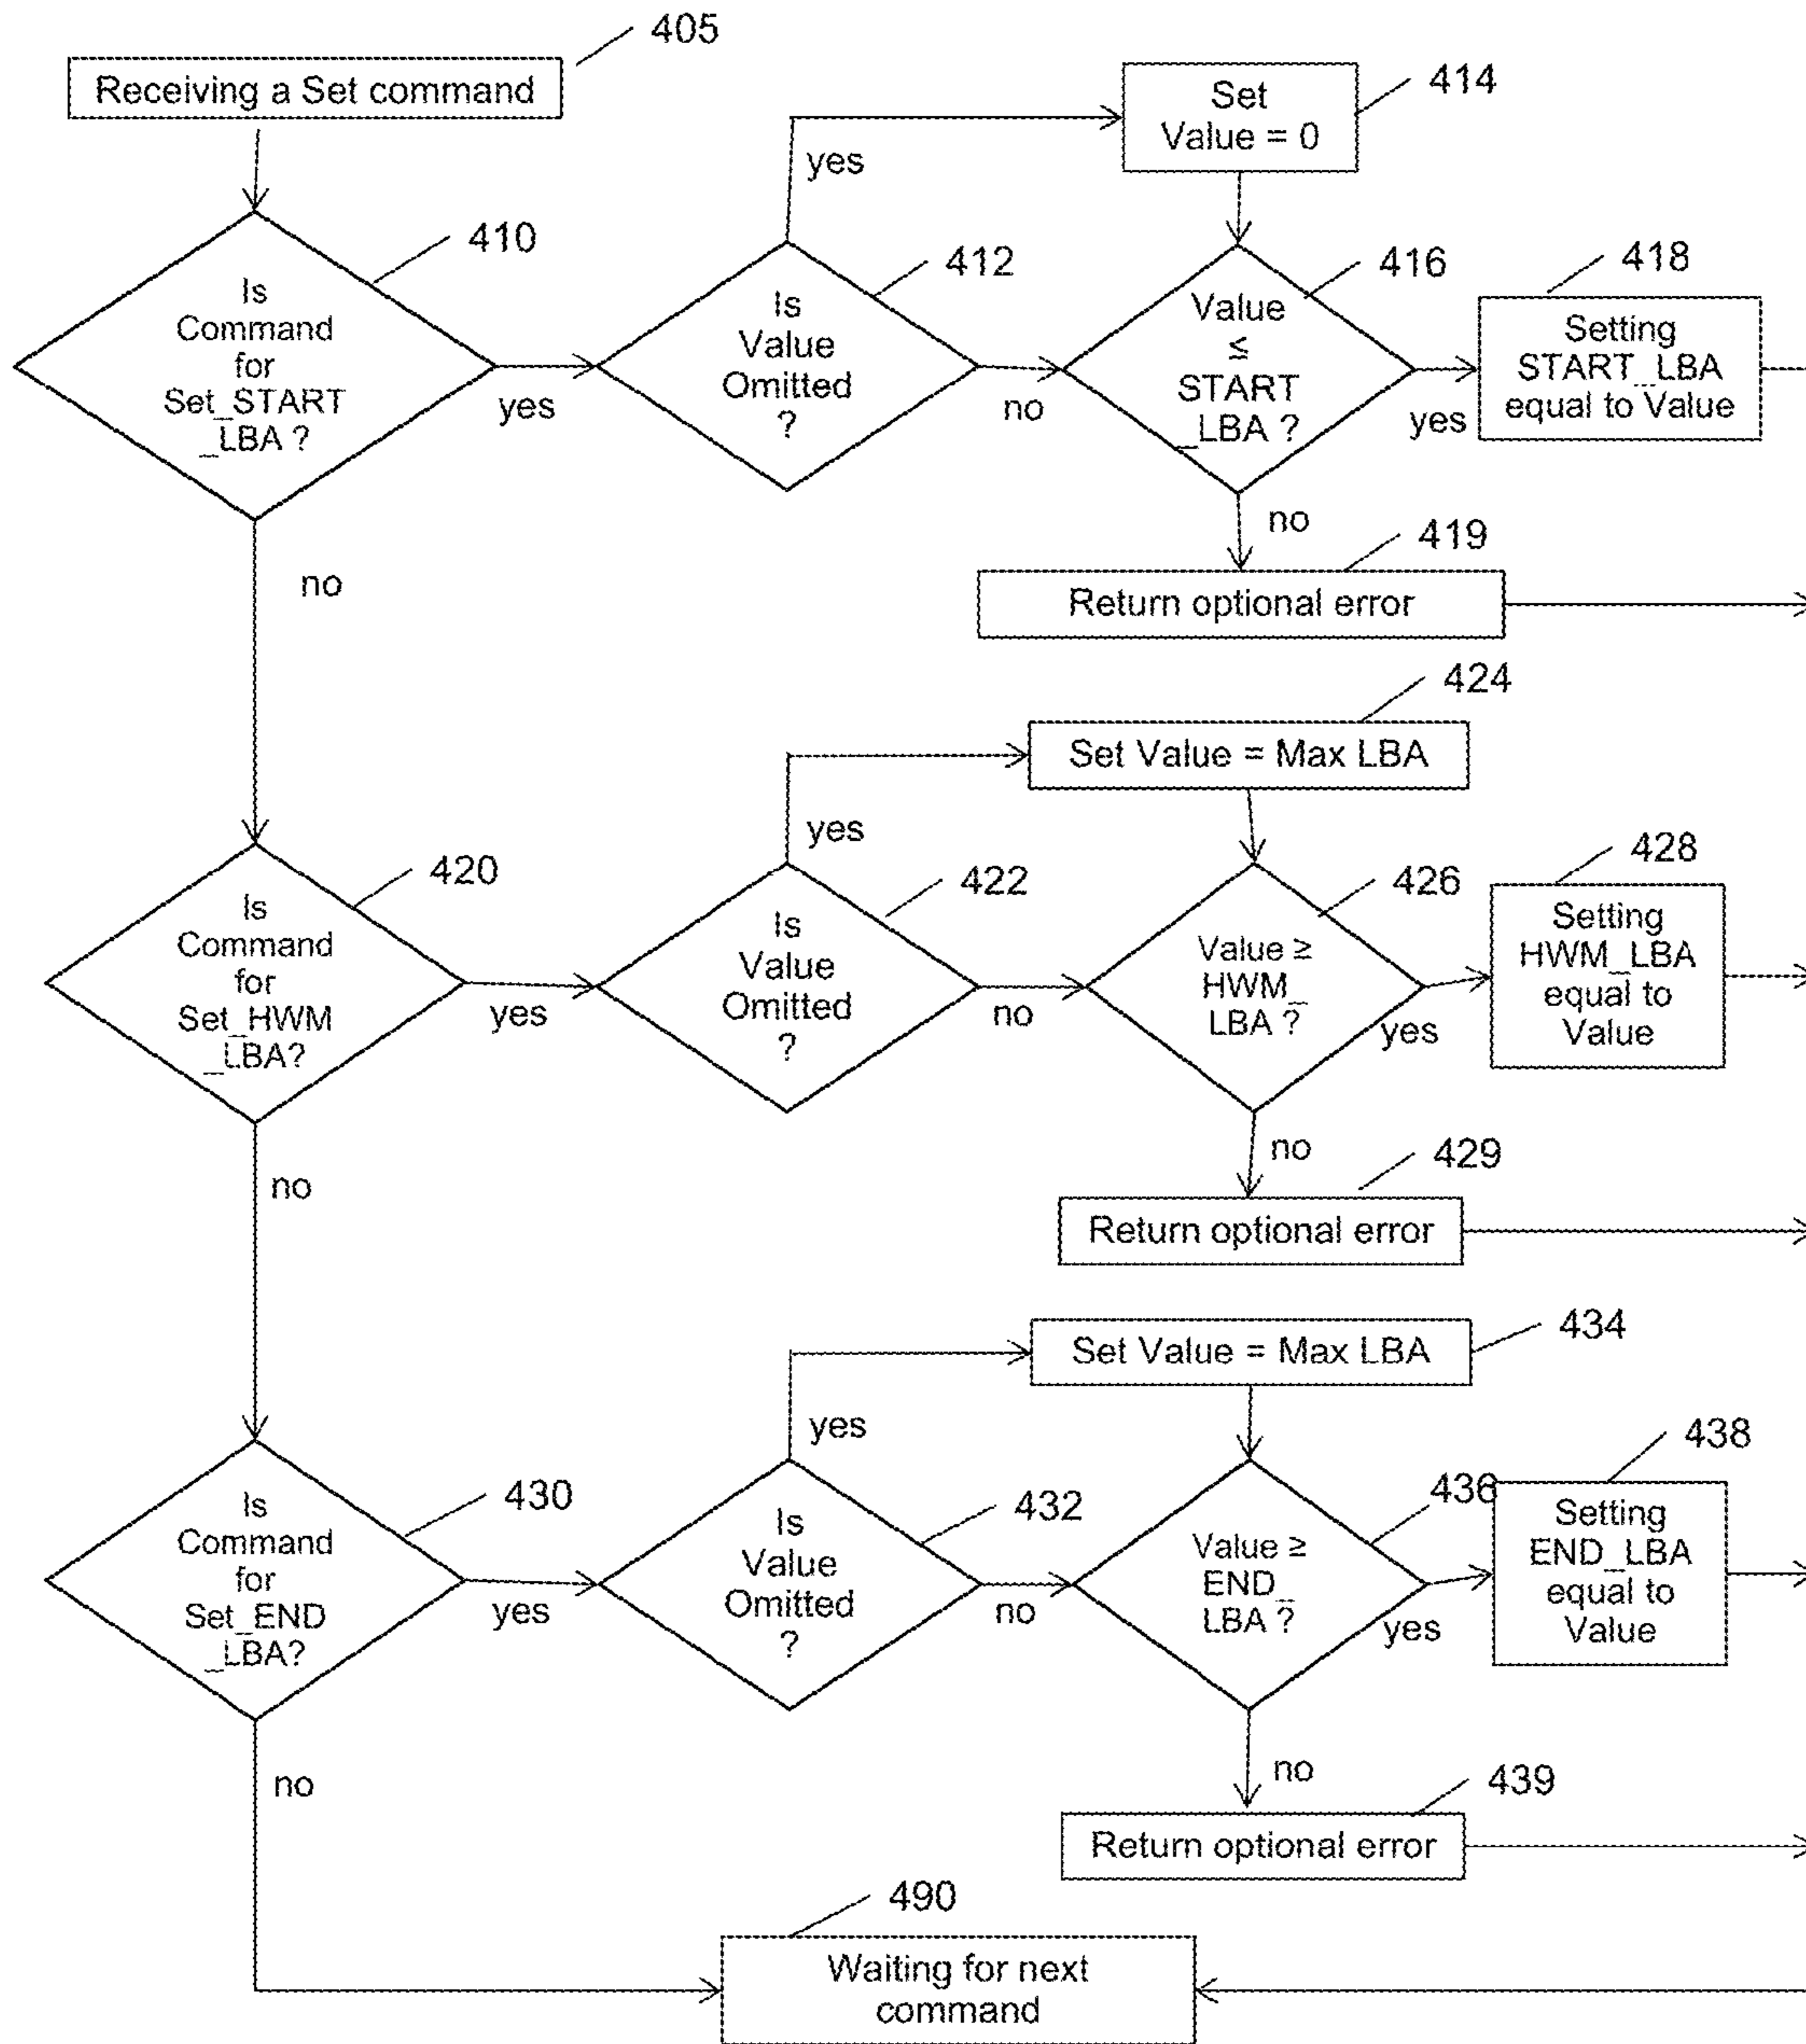 405
Receiving a Set command
414
Set
Value = 0
yes
410
Is
Command
for
Set_START
_LBA ?
yes
412
Is
Value
Omitted
?
no
416
Value
≤
START
_LBA ?
yes
418
Setting
START_LBA
equal to Value
no
no
419
Return optional error
424
Set Value = Max LBA
yes
420
Is
Command
for
Set_HWM
_LBA?
yes
422
Is
Value
Omitted
?
no
426
Value ≥
HWM_
LBA ?
yes
428
Setting
HWM_LBA
equal to
Value
no
no
429
Return optional error
434
Set Value = Max LBA
yes
430
Is
Command
for
Set_END
_LBA?
yes
432
Is
Value
Omitted
?
no
436
Value ≥
END_
LBA ?
yes
438
Setting
END_LBA
equal to
Value
no
no
439
Return optional error
490
Waiting for next
command